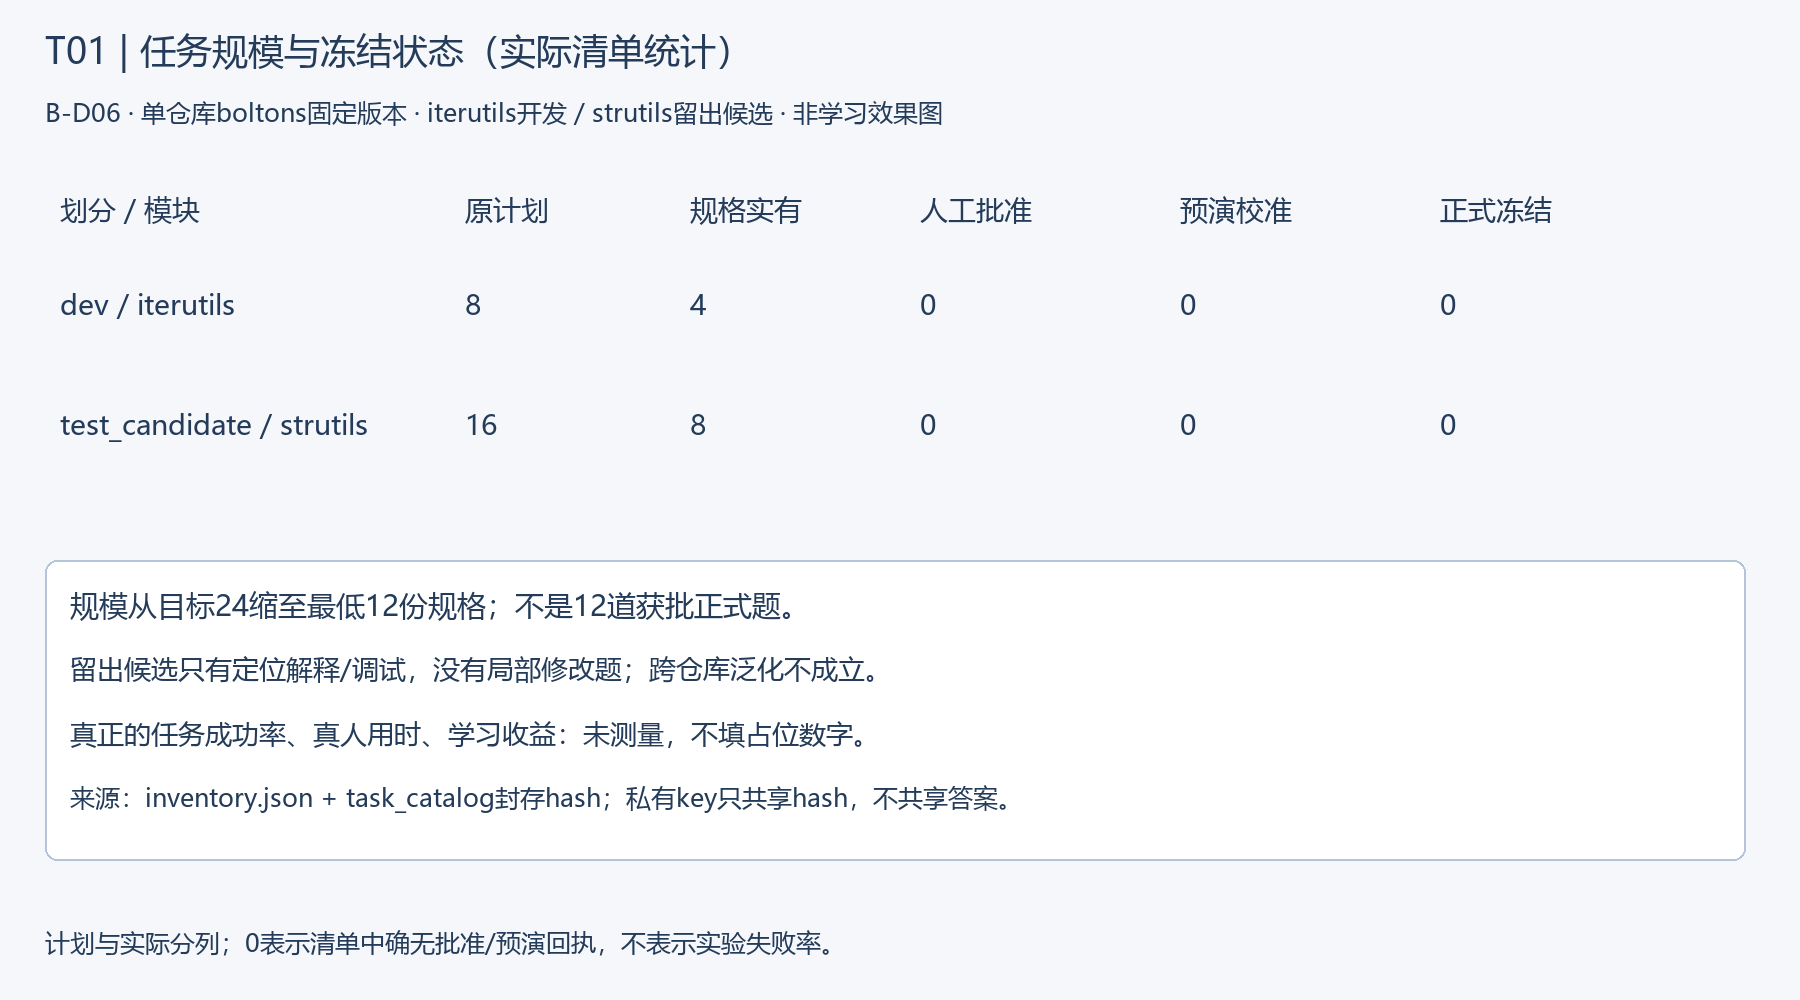 T01 | 任务规模与冻结状态（实际清单统计）
B-D06 · 单仓库boltons固定版本 · iterutils开发 / strutils留出候选 · 非学习效果图
划分 / 模块 原计划 规格实有 人工批准 预演校准 正式冻结
dev / iterutils 8 4 0 0 0
test_candidate / strutils 16 8 0 0 0
规模从目标24缩至最低12份规格；不是12道获批正式题。
留出候选只有定位解释/调试，没有局部修改题；跨仓库泛化不成立。
真正的任务成功率、真人用时、学习收益：未测量，不填占位数字。
来源：inventory.json + task_catalog封存hash；私有key只共享hash，不共享答案。
计划与实际分列；0表示清单中确无批准/预演回执，不表示实验失败率。